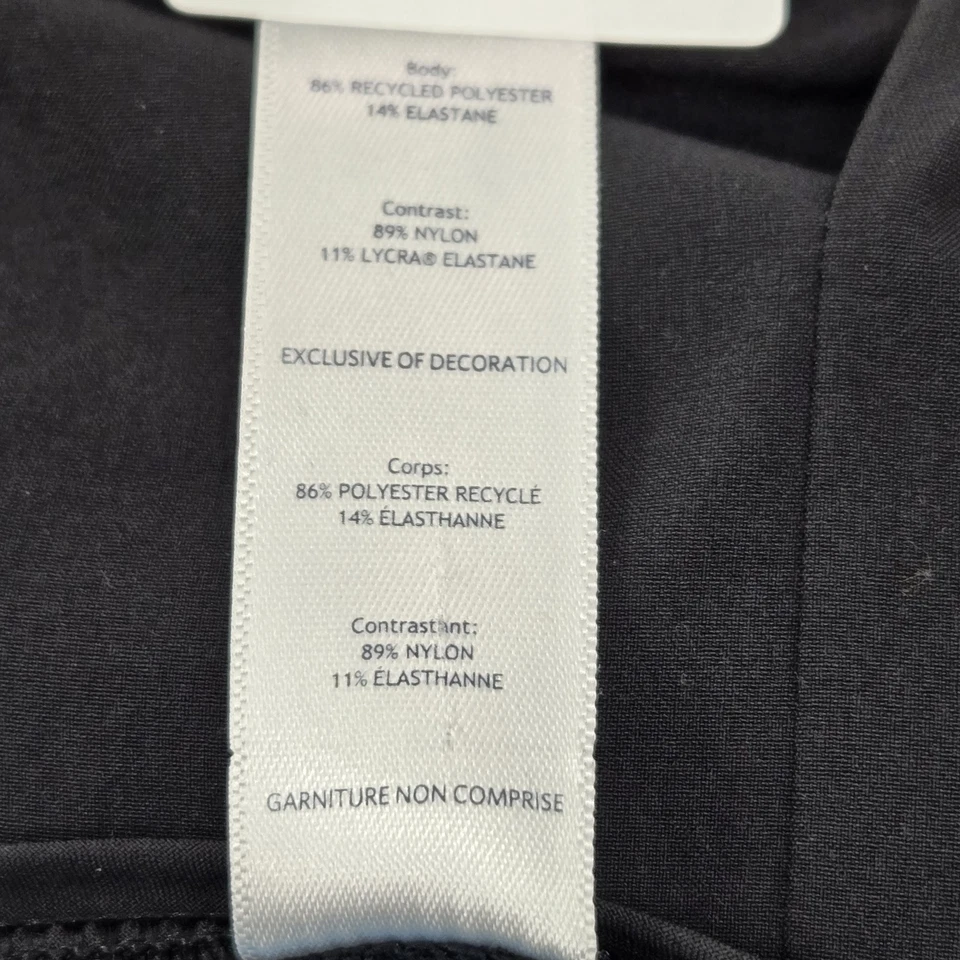 Body:
86% RECYCLED POLYESTER
14% ELASTANE
Contrast:
89% NYLON
11% LYCRA® ELASTANE
EXCLUSIVE OF DECORATION
Corps:
86% POLYESTER RECYCLÉ
14% ÉLASTHANNE
Contrastant:
89% NYLON
11% ÉLASTHANNE
GARNITURE NON COMPRISE